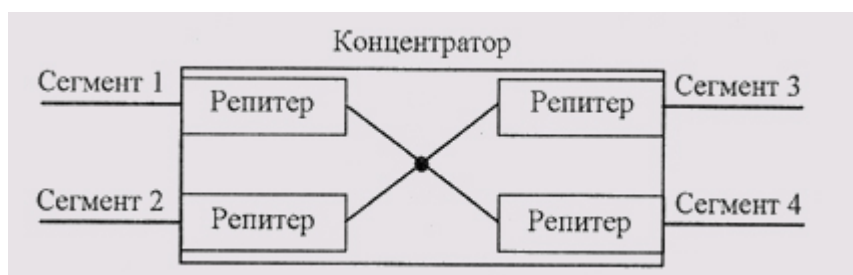 Концентратор
Сегмент 1
Репитер
Репитер
Сегмент 3
Сегмент 2
Репитер
Репитер
Сегмент 4